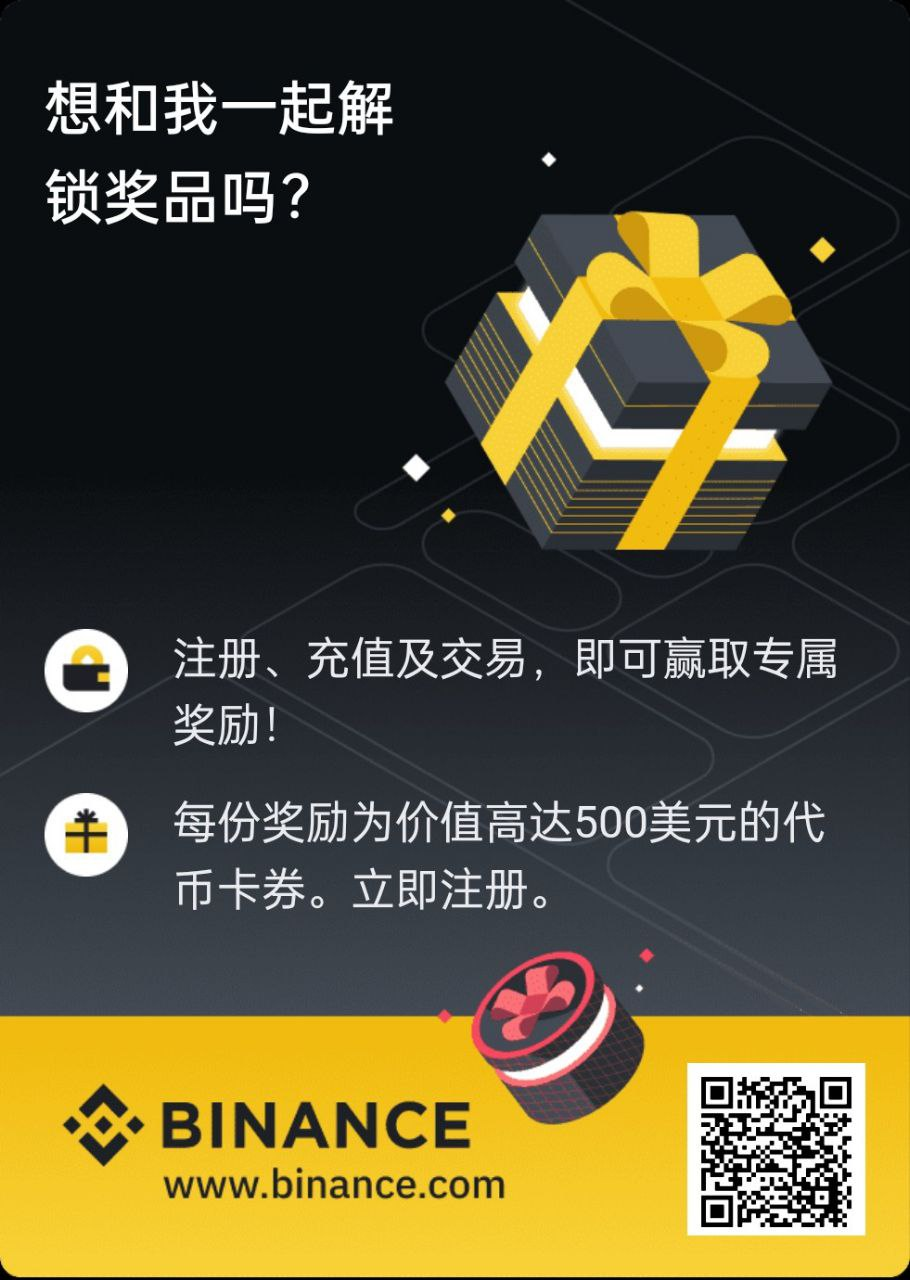 想和我一起解
锁奖品吗？
注册、充值及交易，即可赢取专属
奖励！
每份奖励为价值高达500美元的代
币卡券。立即注册。
BINANCE
www.binance.com